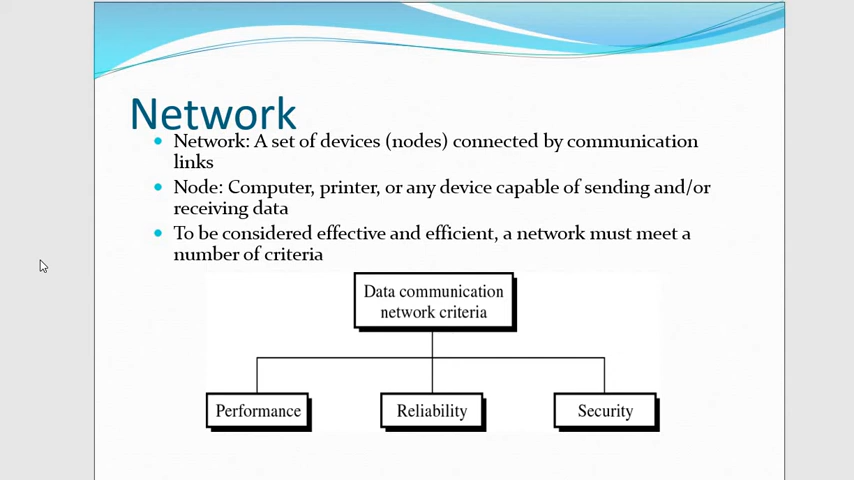 Network
Network: A set of devices (nodes) connected by communication
links
Node: Computer, printer, or any device capable of sending and/or
receiving data
To be considered effective and efficient, a network must meet a
number of criteria
Data communication
network criteria
Performance
Reliability
Security